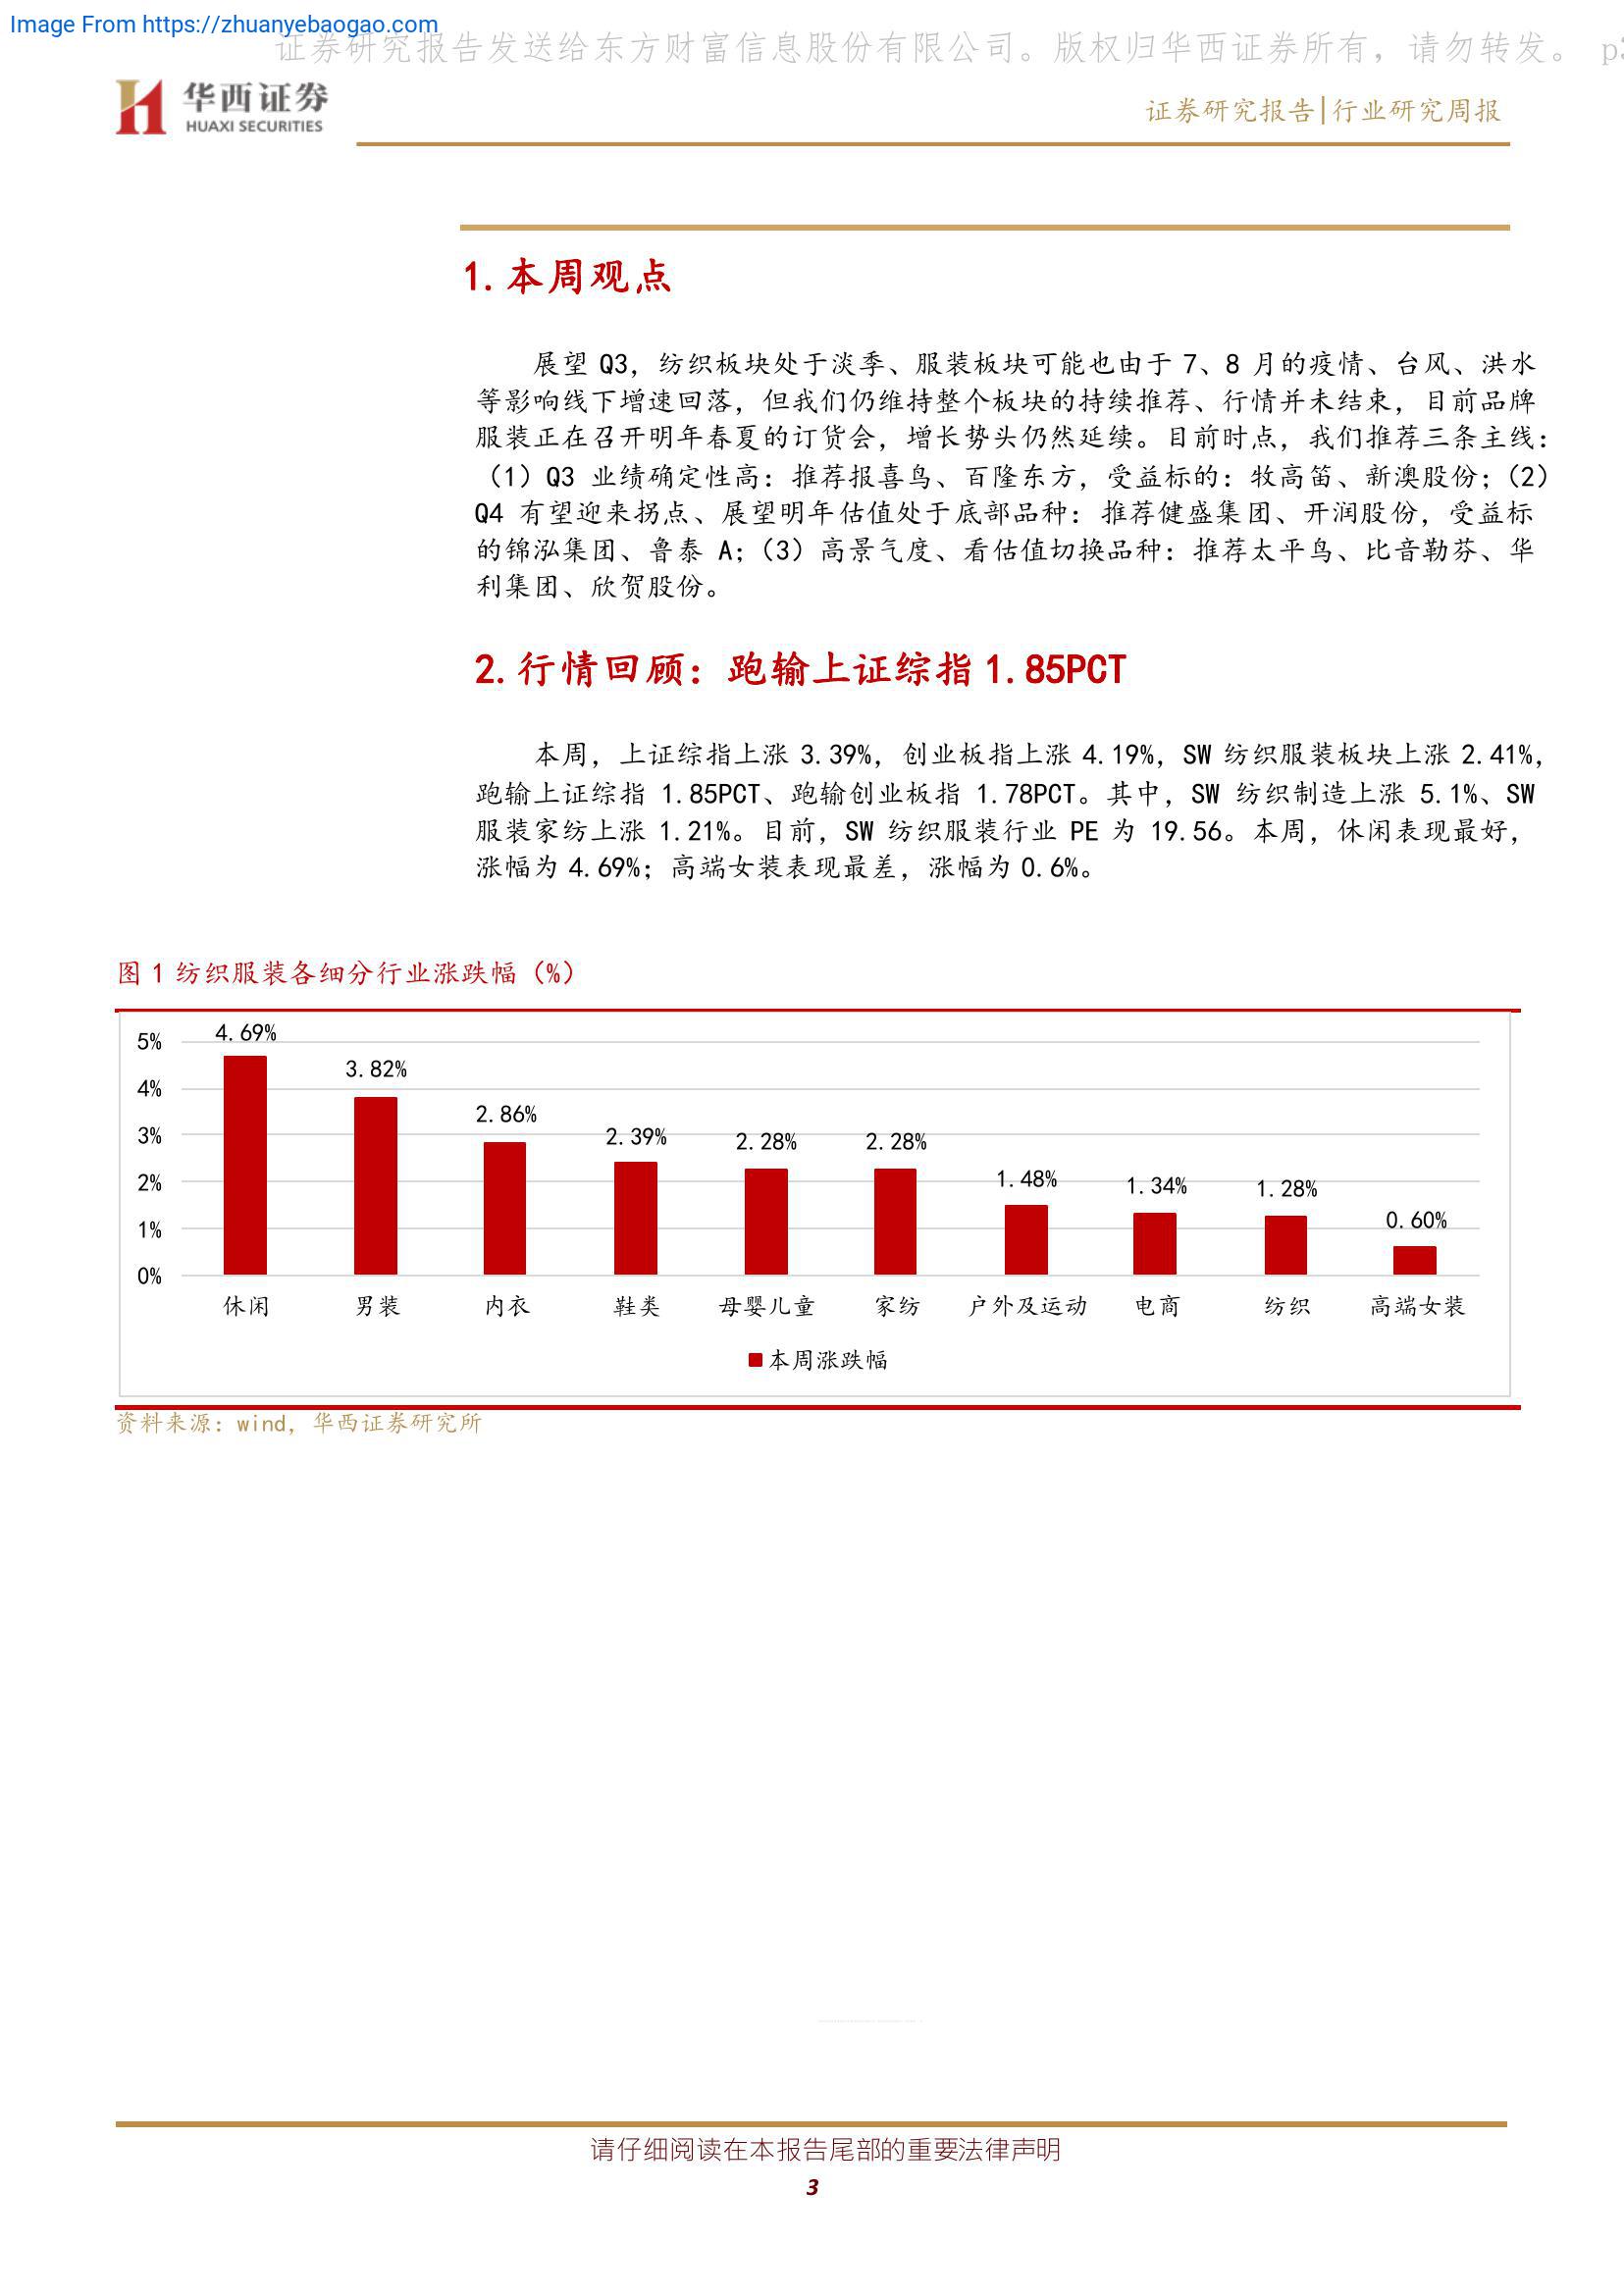 Image From https://zhuanyebaogao.com
证券研究报告发送给东方财富信息股份有限公司。版权归华西证券所有，请勿转发。 p3
华西证券
HUAXI SECURITIES
证券研究报告|行业研究周报
1.本周观点
展望 Q3，纺织板块处于淡季、服装板块可能也由于 7、8 月的疫情、台风、洪水
等影响线下增速回落，但我们仍维持整个板块的持续推荐、行情并未结束，目前品牌
服装正在召开明年春夏的订货会，增长势头仍然延续。目前时点，我们推荐三条主线：
（1）Q3 业绩确定性高：推荐报喜鸟、百隆东方，受益标的：牧高笛、新澳股份；（2）
Q4 有望迎来拐点、展望明年估值处于底部品种：推荐健盛集团、开润股份，受益标
的锦泓集团、鲁泰 A；（3）高景气度、看估值切换品种：推荐太平鸟、比音勒芬、华
利集团、欣贺股份。
2.行情回顾：跑输上证综指 1.85PCT
本周，上证综指上涨 3.39%，创业板指上涨 4.19%，SW 纺织服装板块上涨 2.41%，
跑输上证综指 1.85PCT、跑输创业板指 1.78PCT。其中，SW 纺织制造上涨 5.1%、SW
服装家纺上涨 1.21%。目前，SW 纺织服装行业 PE 为 19.56。本周，休闲表现最好，
涨幅为 4.69%；高端女装表现最差，涨幅为 0.6%。
图 1 纺织服装各细分行业涨跌幅（%）
5%
4%
3%
2%
1%
0%
4.69%
3.82%
2.86%
2.39%
2.28%
2.28%
1.48%
1.34%
1.28%
0.60%
休闲
男装
内衣
鞋类
母婴儿童
家纺
户外及运动
电商
纺织
高端女装
本周涨跌幅
资料来源：wind，华西证券研究所
请仔细阅读在本报告尾部的重要法律声明
3